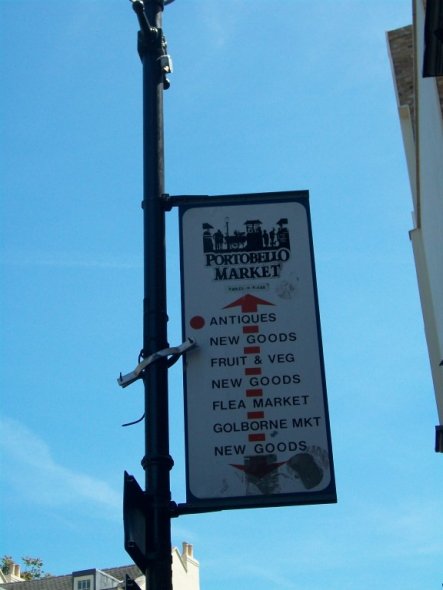 PORTOBELLO
MARKET
ANTIQUES
NEW GOODS
FRUIT & VEG
NEW GOODS
FLEA MARKET
GOLBORNE MKT
NEW GOODS